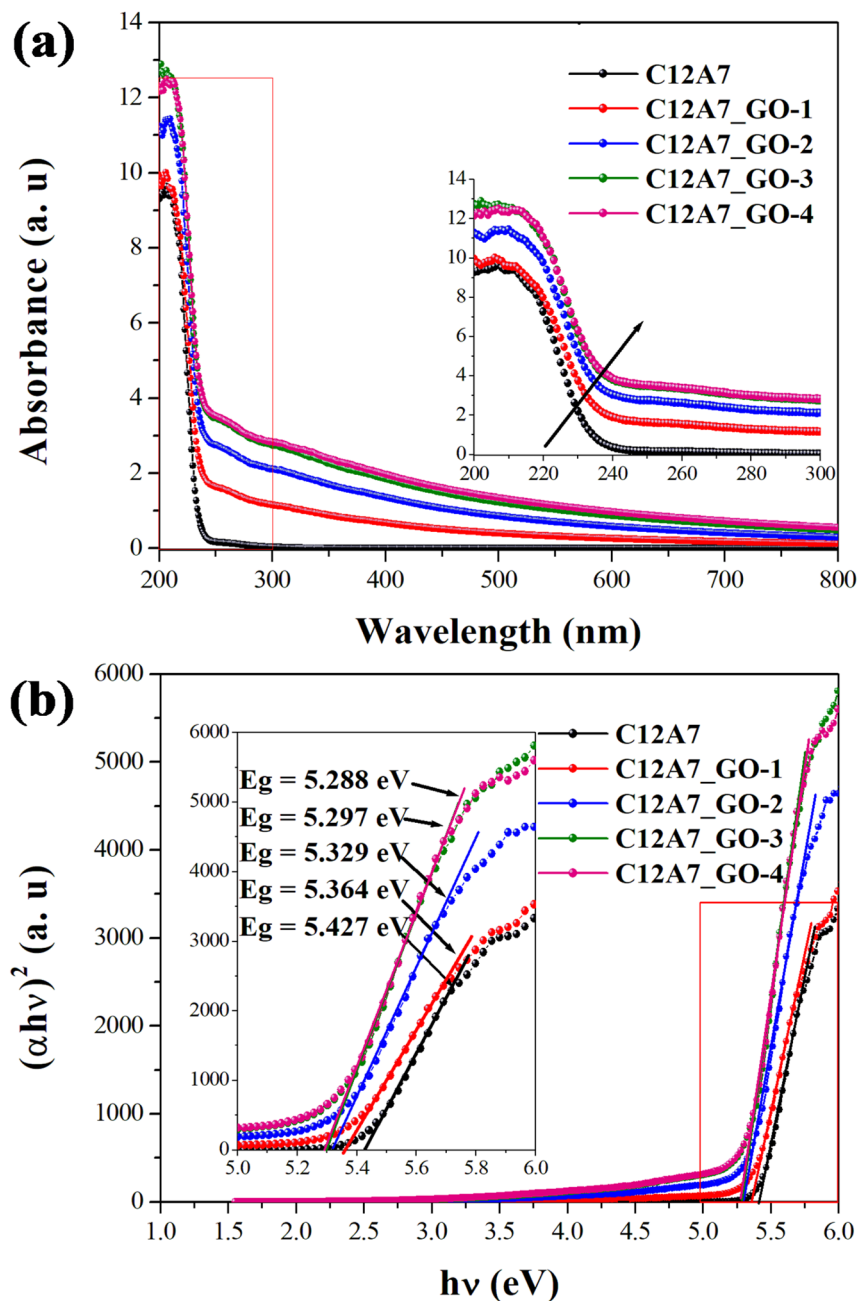 (a)
14
12
10
8
6
4
2
0
Absorbance (a. u)
C12A7
C12A7_GO-1
C12A7_GO-2
C12A7_GO-3
C12A7_GO-4
14
12
10
8
6
4
2
0
200 220 240 260 280 300
200 300 400 500 600 700 800
Wavelength (nm)
(b)
6000
5000
4000
3000
2000
1000
0
(αhν)²  (a. u)
C12A7
C12A7_GO-1
C12A7_GO-2
C12A7_GO-3
C12A7_GO-4
6000
5000
4000
3000
2000
1000
0
Eg = 5.288 eV
Eg = 5.297 eV
Eg = 5.329 eV
Eg = 5.364 eV
Eg = 5.427 eV
5.0 5.2 5.4 5.6 5.8 6.0
1.0 1.5 2.0 2.5 3.0 3.5 4.0 4.5 5.0 5.5 6.0
hν (eV)